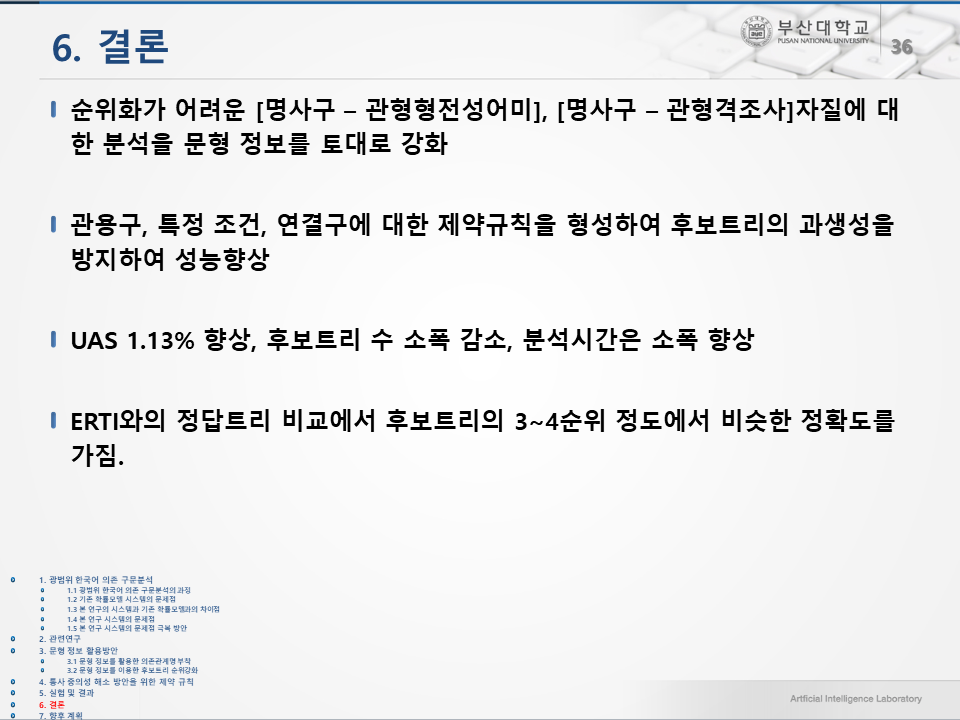 6. 결론
부산대학교
PUSAN NATIONAL UNIVERSITY
36
순위화가 어려운 [명사구 – 관형형전성어미], [명사구 – 관형격조사]자질에 대
한 분석을 문형 정보를 토대로 강화
관용구, 특정 조건, 연결구에 대한 제약규칙을 형성하여 후보트리의 과생성을
방지하여 성능향상
UAS 1.13% 향상, 후보트리 수 소폭 감소, 분석시간은 소폭 향상
ERTI와의 정답트리 비교에서 후보트리의 3~4순위 정도에서 비슷한 정확도를
가짐.
1. 광범위 한국어 의존 구문분석
1.1 광범위 한국어 의존 구문분석의 과정
1.2 기존 확률모델 시스템의 문제점
1.3 본 연구의 시스템과 기존 확률모델과의 차이점
1.4 본 연구 시스템의 문제점
1.5 본 연구 시스템의 문제점 극복 방안
2. 관련연구
3. 문형 정보 활용방안
3.1 문형 정보를 활용한 의존관계명 부착
3.2 문형 정보를 이용한 후보트리 순위강화
4. 통사 중의성 해소 방안을 위한 제약 규칙
5. 실험 및 결과
6. 결론
7. 향후 계획
Artificial Intelligence Laboratory